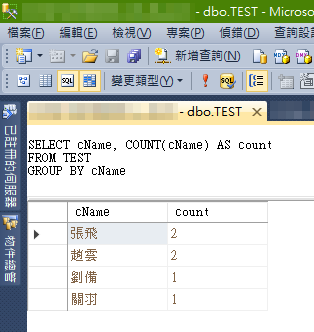 - dbo.TEST - Microso
檔案(F) 編輯(E) 檢視(V) 專案(P) 偵錯(D) 查詢設
新增查詢(N)
SQL 變更類型(Y)
- dbo.TEST ×
已註冊的伺服器
物件總管
SELECT cName, COUNT(cName) AS count
FROM TEST
GROUP BY cName
cName count
張飛 2
趙雲 2
劉備 1
關羽 1